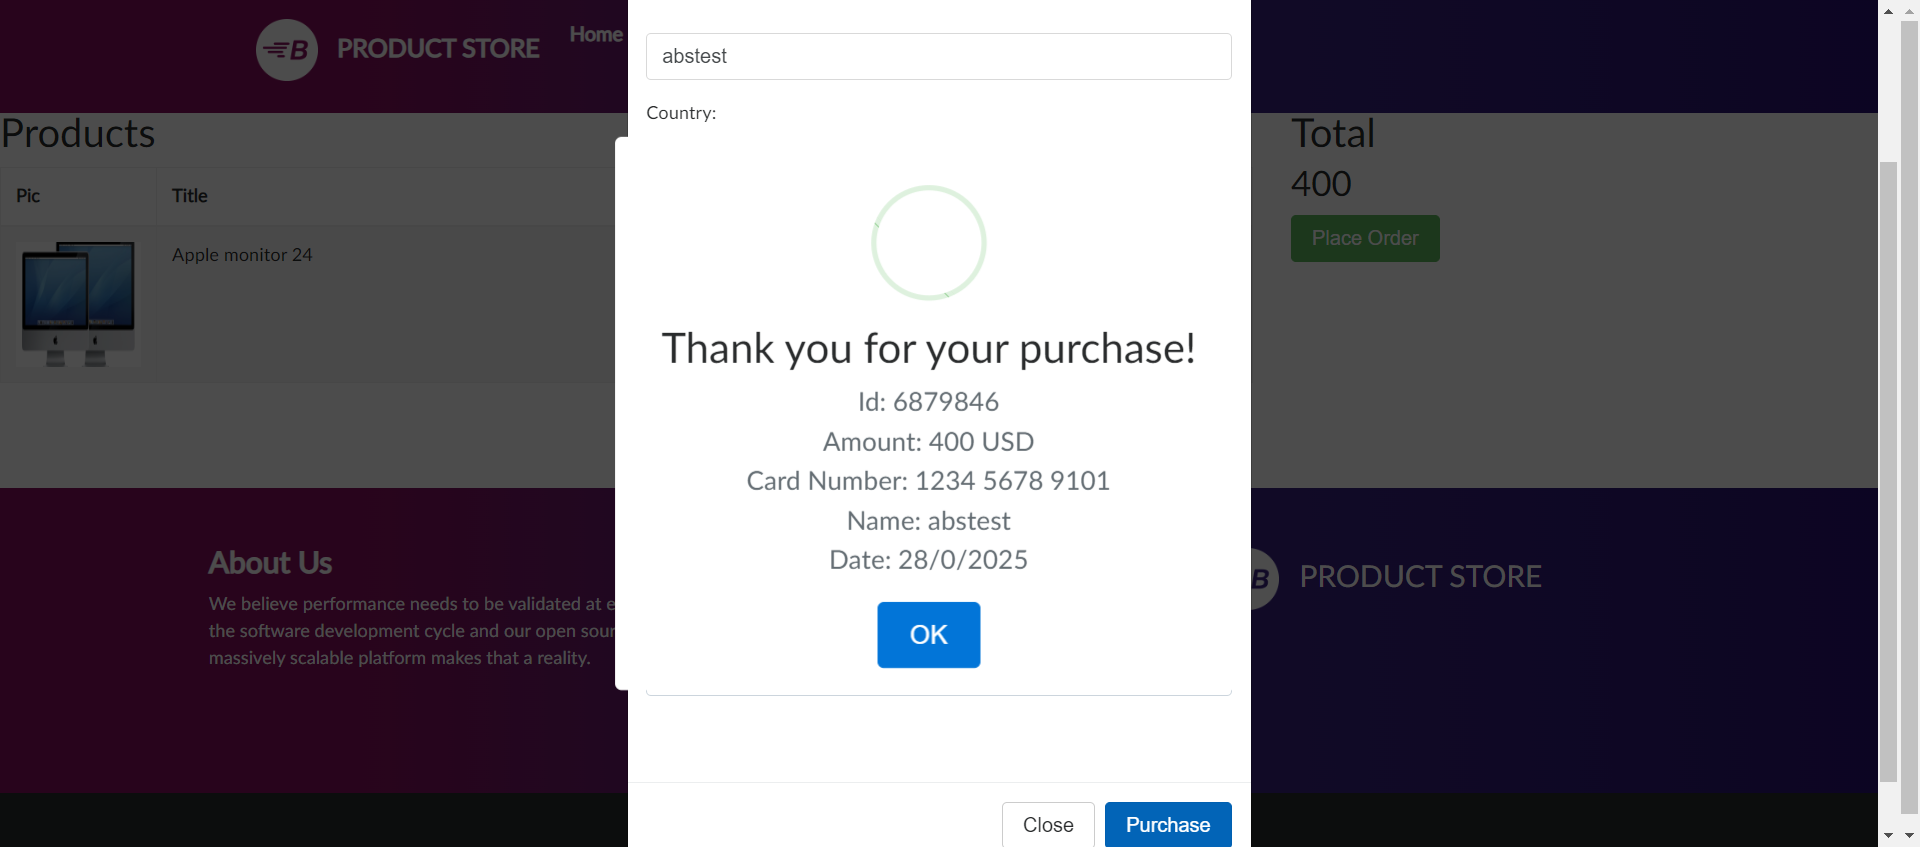 B PRODUCT STORE
Home
abstest
Country:
Products
Pic
Title
Apple monitor 24
Total
400
Place Order
Thank you for your purchase!
Id: 6879846
Amount: 400 USD
Card Number: 1234 5678 9101
Name: abstest
Date: 28/0/2025
OK
About Us
We believe performance needs to be validated at e
the software development cycle and our open sour
massively scalable platform makes that a reality.
B PRODUCT STORE
Close
Purchase